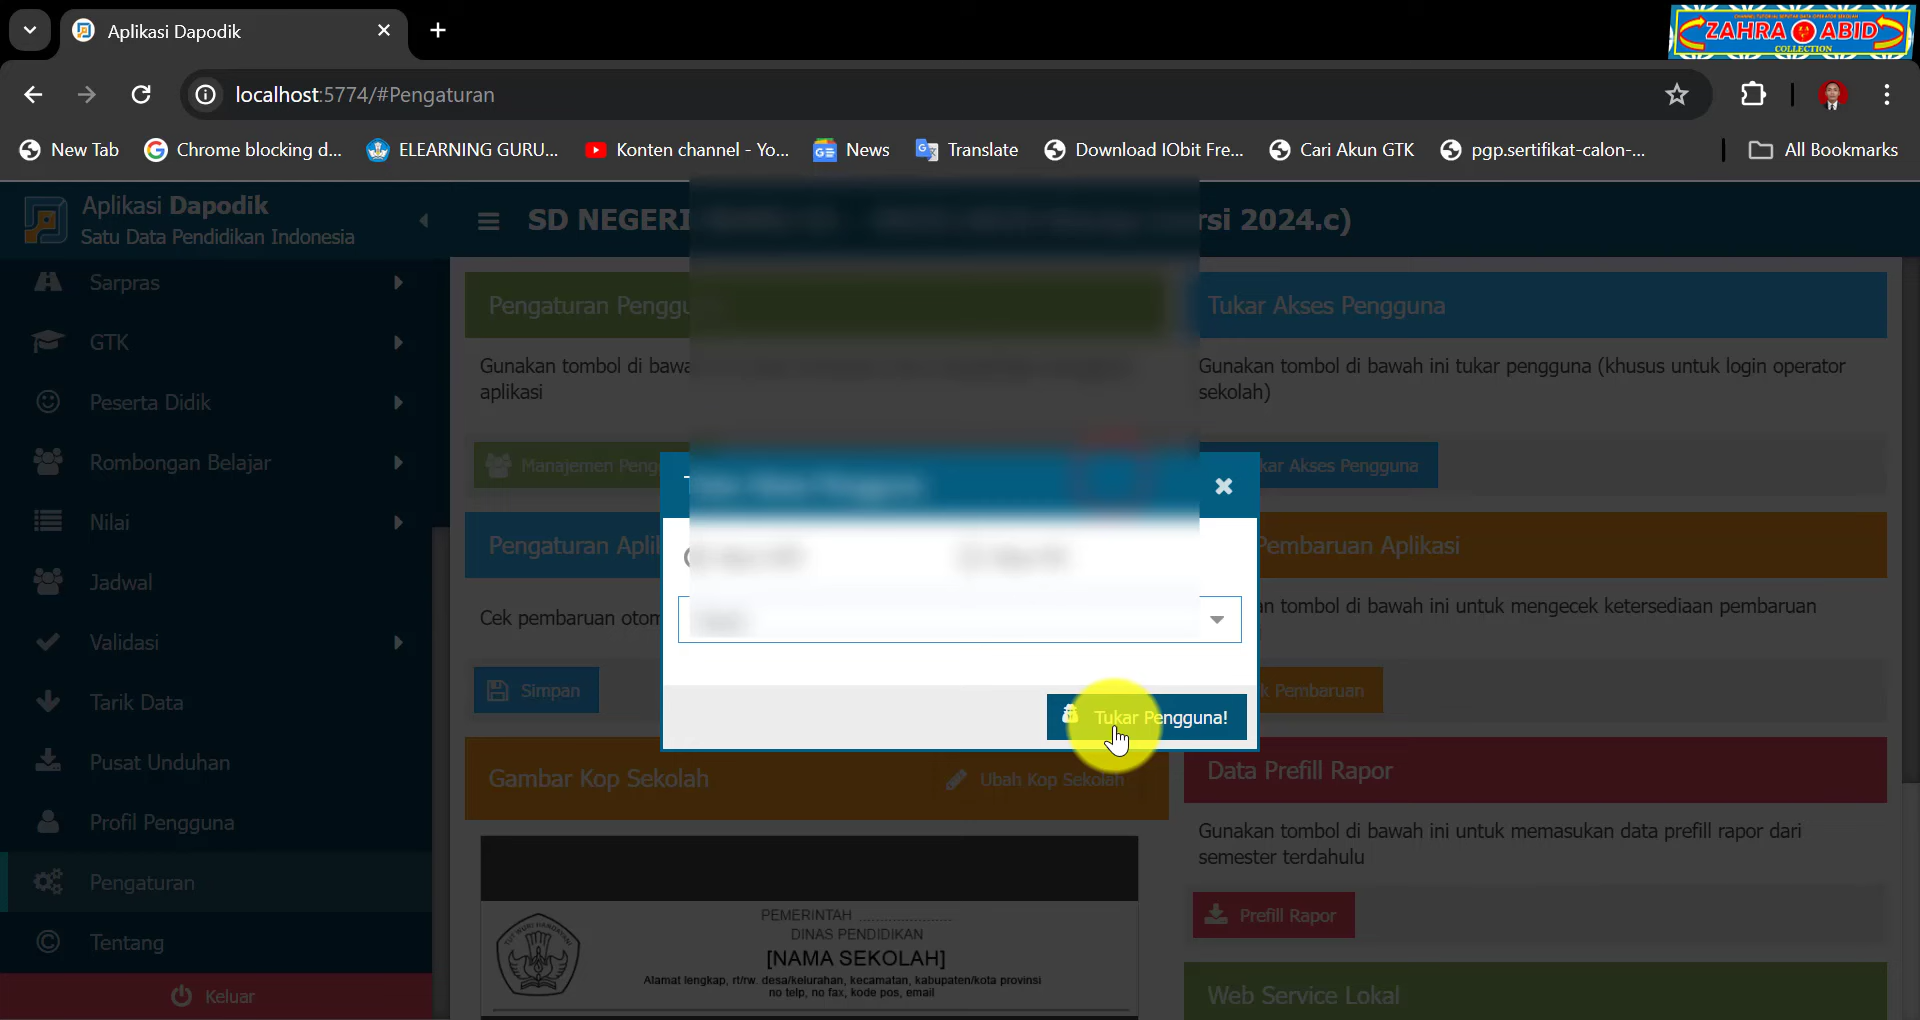 Aplikasi Dapodik
CHANNEL TUTORIAL SEPUTAR DATA OPERATOR SEKOLAH
ZAHRA ABID
COLLECTION
localhost:5774/#Pengaturan
New Tab
Chrome blocking d...
ELEARNING GURU...
Konten channel - Yo...
News
Translate
Download IObit Fre...
Cari Akun GTK
pgp.sertifikat-calon-...
All Bookmarks
Aplikasi Dapodik
Satu Data Pendidikan Indonesia
SD NEGERI
rsi 2024.c)
Sarpras
GTK
Peserta Didik
Rombongan Belajar
Nilai
Jadwal
Validasi
Tarik Data
Pusat Unduhan
Profil Pengguna
Pengaturan
Tentang
Keluar
Pengaturan Penggu
Gunakan tombol di bawa
aplikasi
Manajemen Peng
Tukar Akses Pengguna
Gunakan tombol di bawah ini tukar pengguna (khusus untuk login operator
sekolah)
kar Akses Pengguna
Pengaturan Apli
Cek pembaruan otom
Simpan
Pembaruan Aplikasi
n tombol di bawah ini untuk mengecek ketersediaan pembaruan
k Pembaruan
Tukar Pengguna!
Gambar Kop Sekolah
Ubah Kop Sekolah
PEMERINTAH ......................
DINAS PENDIDIKAN
[NAMA SEKOLAH]
Alamat lengkap, rt/rw. desa/kelurahan, kecamatan, kabupaten/kota provinsi
no telp, no fax, kode pos, email
Data Prefill Rapor
Gunakan tombol di bawah ini untuk memasukan data prefill rapor dari
semester terdahulu
Prefill Rapor
Web Service Lokal